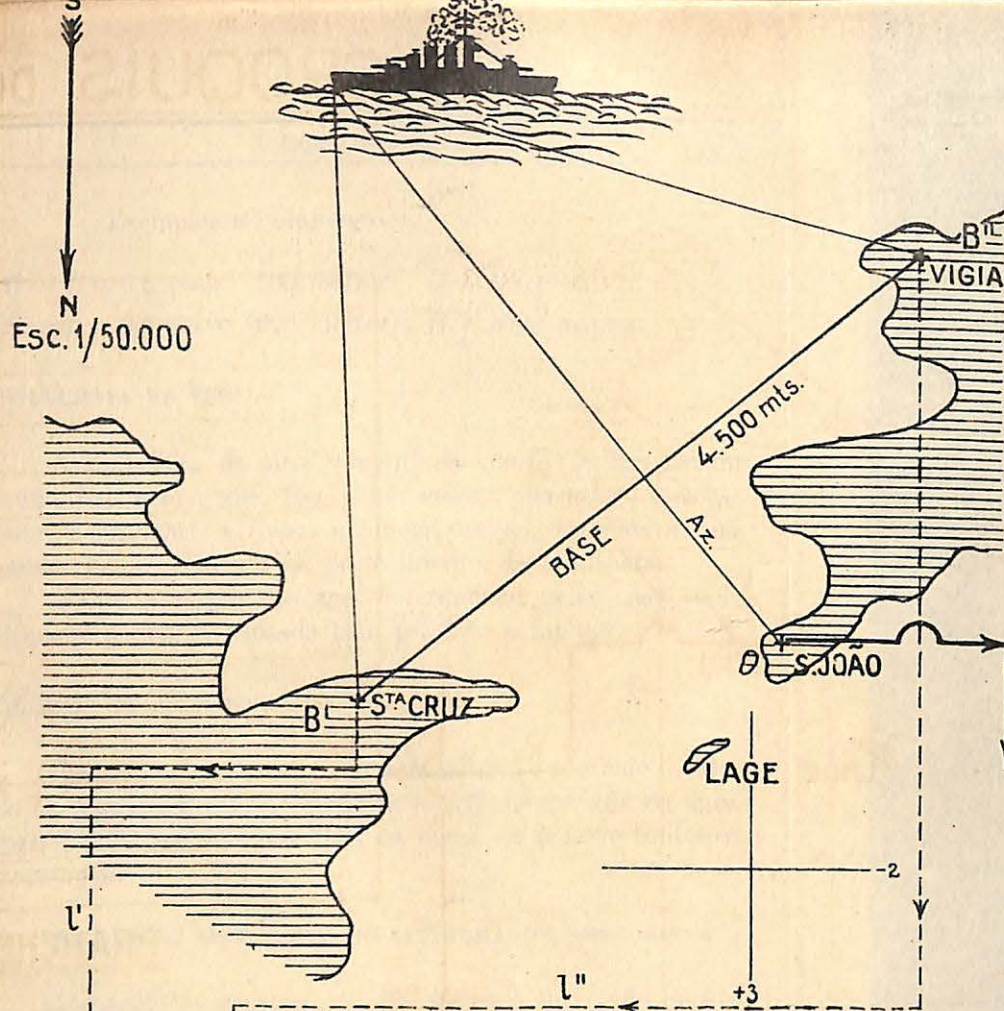 S
N
Esc. 1/50.000
B''
VIGIA
4.500 mts.
BASE
Az.
θ
S.JOÃO
B'
STA CRUZ
LAGE
-2
l'
l''
+3